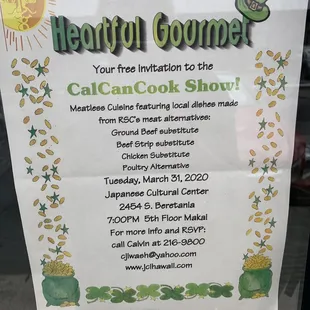 Heartful Gourmet
Your free invitation to the
CalCanCook Show!
Meatless Cuisine featuring local dishes made
from RSC's meat alternatives:
Ground Beef substitute
Beef Strip substitute
Chicken Substitute
Poultry Alternative
Tuesday, March 31, 2020
Japanese Cultural Center
2454 S. Beretania
7:00PM 5th Floor Makai
For more info and RSVP:
call Calvin at 216-9800
cjlwash@yahoo.com
www.jclhawaii.com